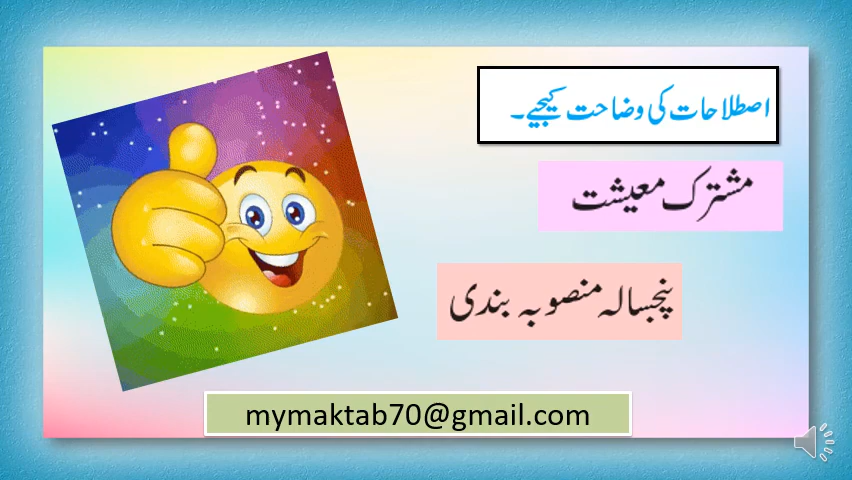 اصطلاحات کی وضاحت کیجیے۔
مشترک معیشت
پنجسالہ منصوبہ بندی
mymaktab70@gmail.com